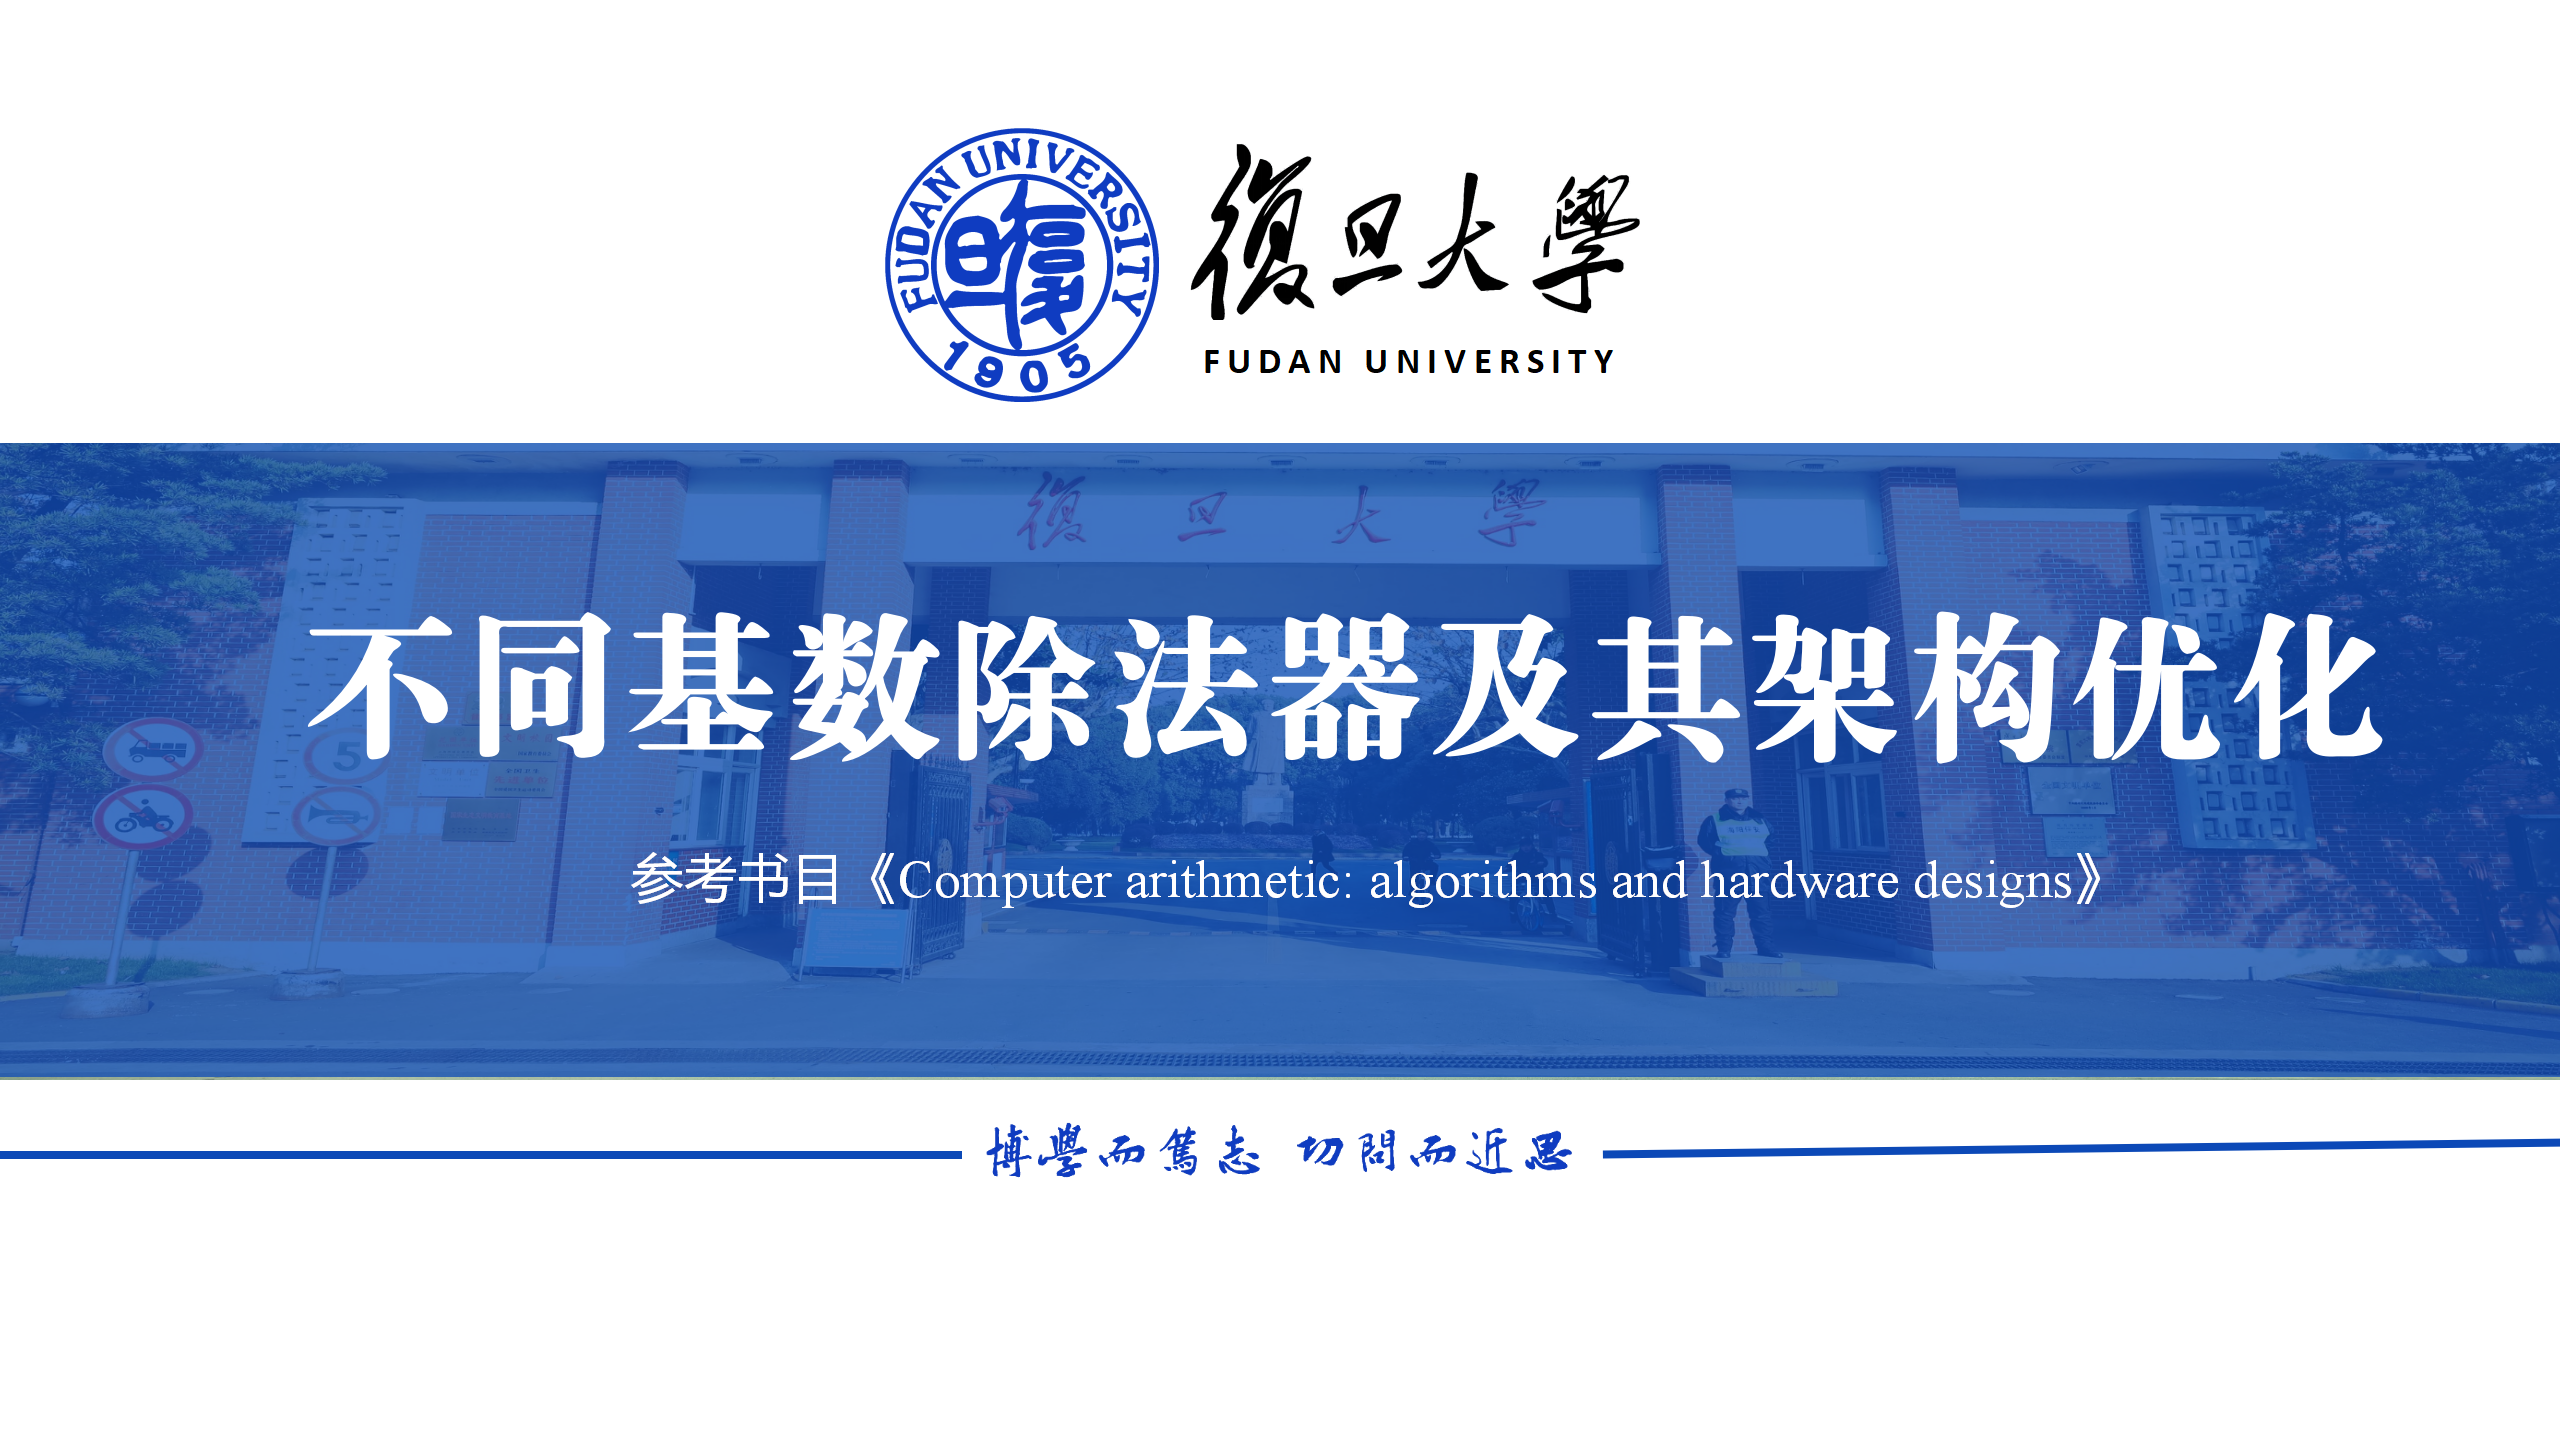 FUDAN UNIVERSITY
1905
復旦大學
FUDAN UNIVERSITY
復旦大學
不同基数除法器及其架构优化
5
参考书目《Computer arithmetic: algorithms and hardware designs》
博學而篤志 切問而近思